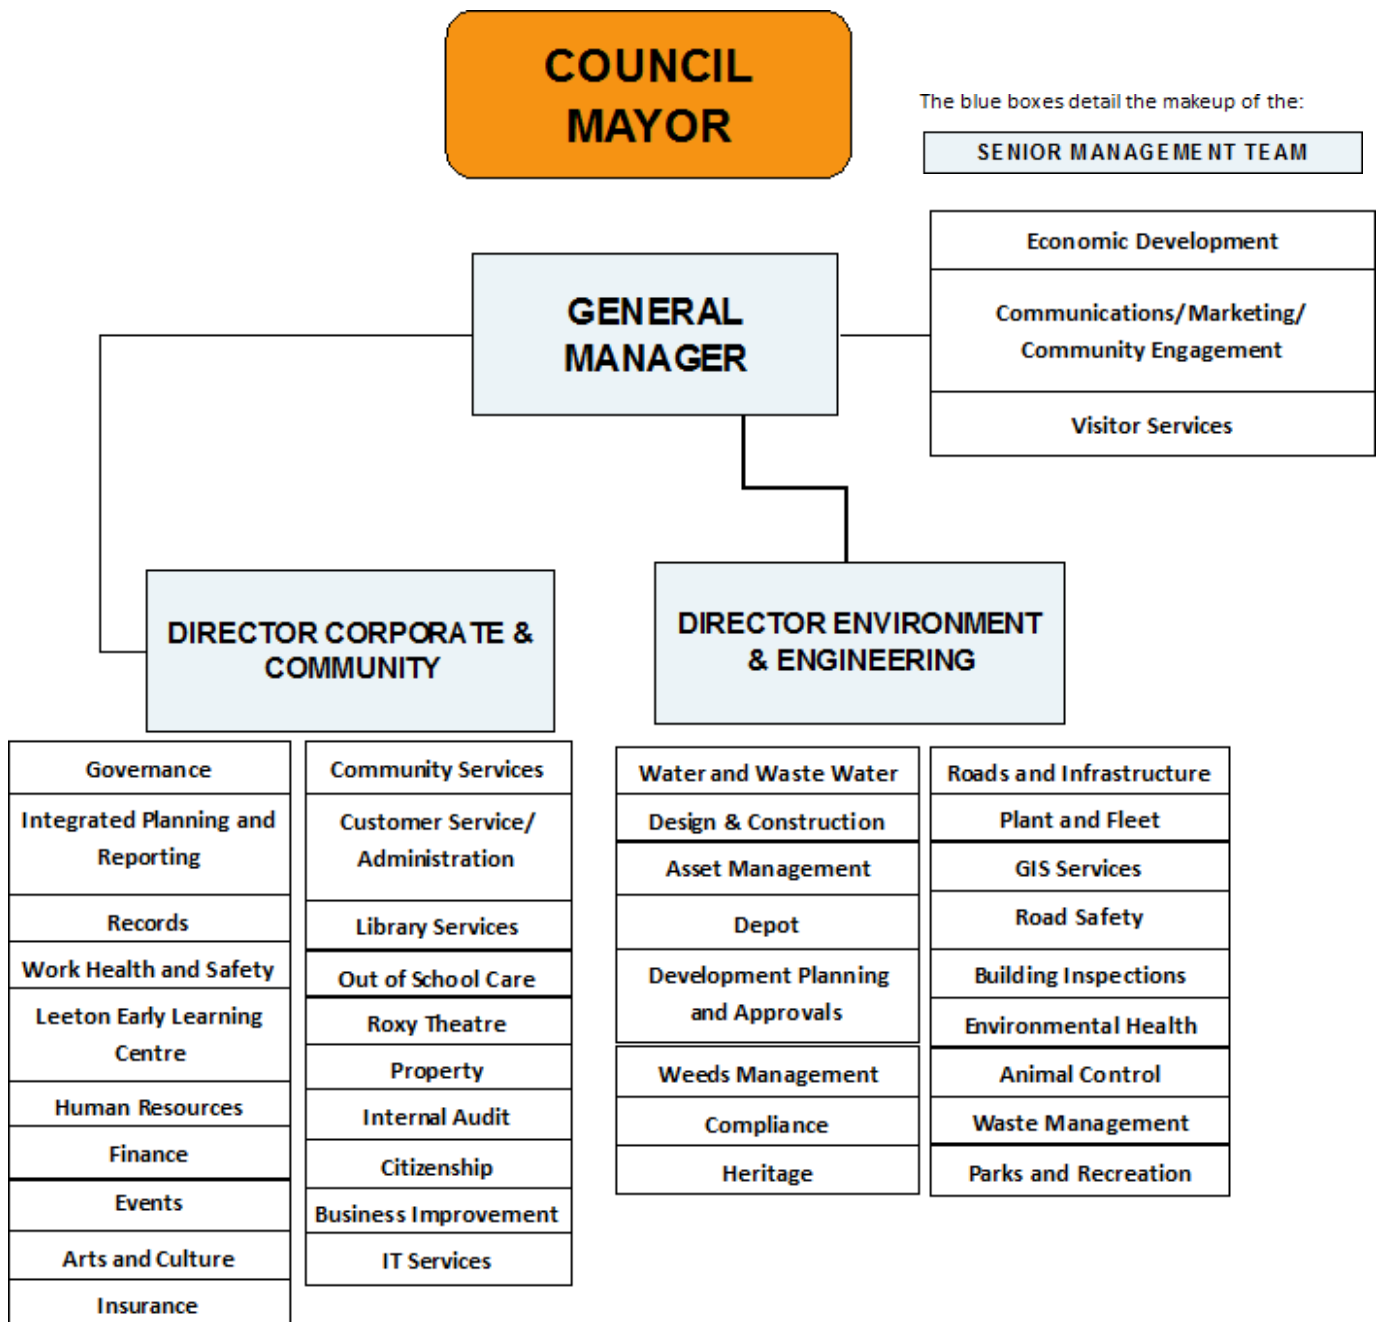 COUNCIL
MAYOR
The blue boxes detail the makeup of the:
SENIOR MANAGEMENT TEAM
GENERAL
MANAGER
Economic Development
Communications/Marketing/
Community Engagement
Visitor Services
DIRECTOR CORPORATE &
COMMUNITY
DIRECTOR ENVIRONMENT
& ENGINEERING
Governance
Integrated Planning and
Reporting
Records
Work Health and Safety
Leeton Early Learning
Centre
Human Resources
Finance
Events
Arts and Culture
Insurance
Community Services
Customer Service/
Administration
Library Services
Out of School Care
Roxy Theatre
Property
Internal Audit
Citizenship
Business Improvement
IT Services
Water and Waste Water
Design & Construction
Asset Management
Depot
Development Planning
and Approvals
Weeds Management
Compliance
Heritage
Roads and Infrastructure
Plant and Fleet
GIS Services
Road Safety
Building Inspections
Environmental Health
Animal Control
Waste Management
Parks and Recreation